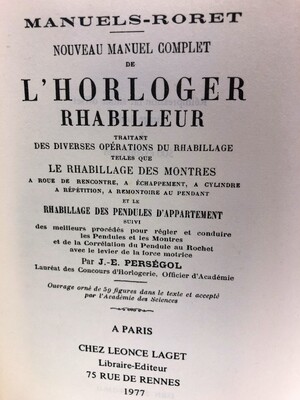 MANUELS-RORET
NOUVEAU MANUEL COMPLET
DE
L'HORLOGER
RHABILLEUR
TRAITANT
DES DIVERSES OPÉRATIONS DU RHABILLAGE
TELLES QUE
LE RHABILLAGE DES MONTRES
A ROUE DE RENCONTRE, A ÉCHAPPEMENT, A CYLINDRE
A RÉPÉTITION, A REMONTOIRE AU PENDANT
ET LE
RHABILLAGE DES PENDULES D'APPARTEMENT
SUIVI
des meilleurs procédés pour régler et conduire
les Pendules et les Montres
et de la Corrélation du Pendule au Rochet
avec le levier de la force motrice
Par J.-E. PERSÉGOL
Lauréat des Concours d'Horlogerie, Officier d'Académie
Ouvrage orné de 59 figures dans le texte et accepté
par l'Académie des Sciences
A PARIS
CHEZ LEONCE LAGET
Libraire-Editeur
75 RUE DE RENNES
1977